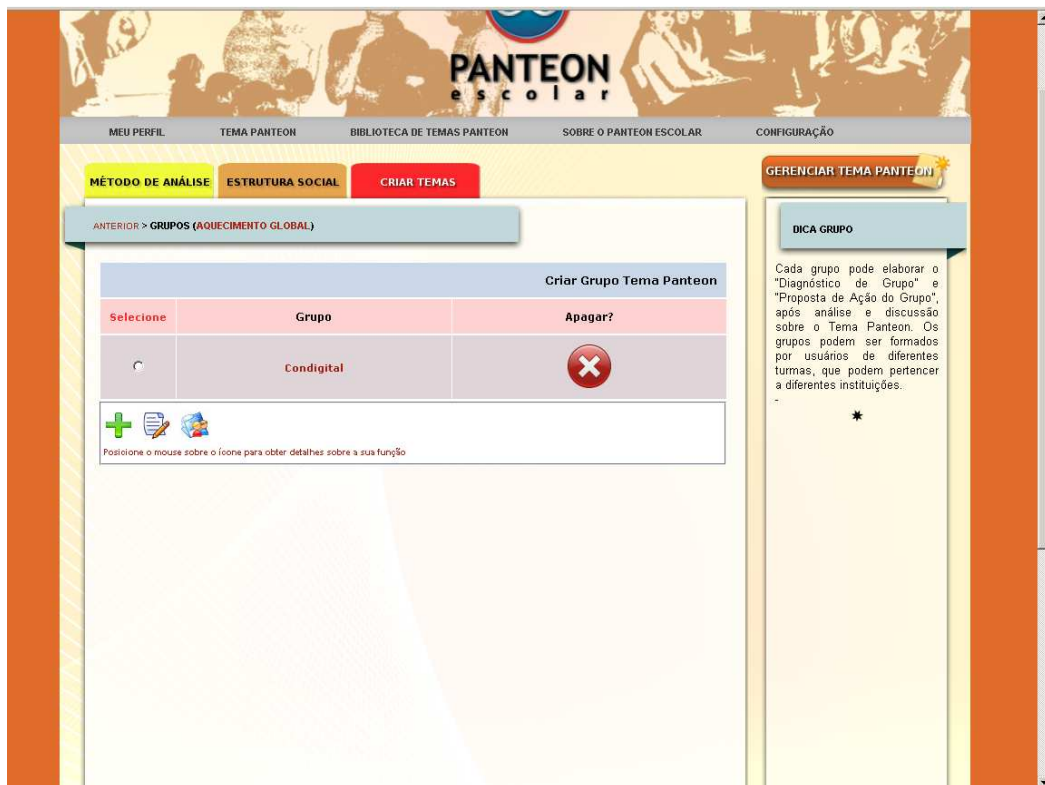 PANTEON
escolar
MEU PERFIL TEMA PANTEON BIBLIOTECA DE TEMAS PANTEON SOBRE O PANTEON ESCOLAR CONFIGURAÇÃO
MÉTODO DE ANÁLISE ESTRUTURA SOCIAL CRIAR TEMAS
GERENCIAR TEMA PANTEON
ANTERIOR > GRUPOS (AQUECIMENTO GLOBAL)
Criar Grupo Tema Panteon
Selecione Grupo Apagar?
Condigital
Posicione o mouse sobre o ícone para obter detalhes sobre a sua função
DICA GRUPO
Cada grupo pode elaborar o
"Diagnóstico de Grupo" e
"Proposta de Ação do Grupo",
após análise e discussão
sobre o Tema Panteon. Os
grupos podem ser formados
por usuários de diferentes
turmas, que podem pertencer
a diferentes instituições.
-